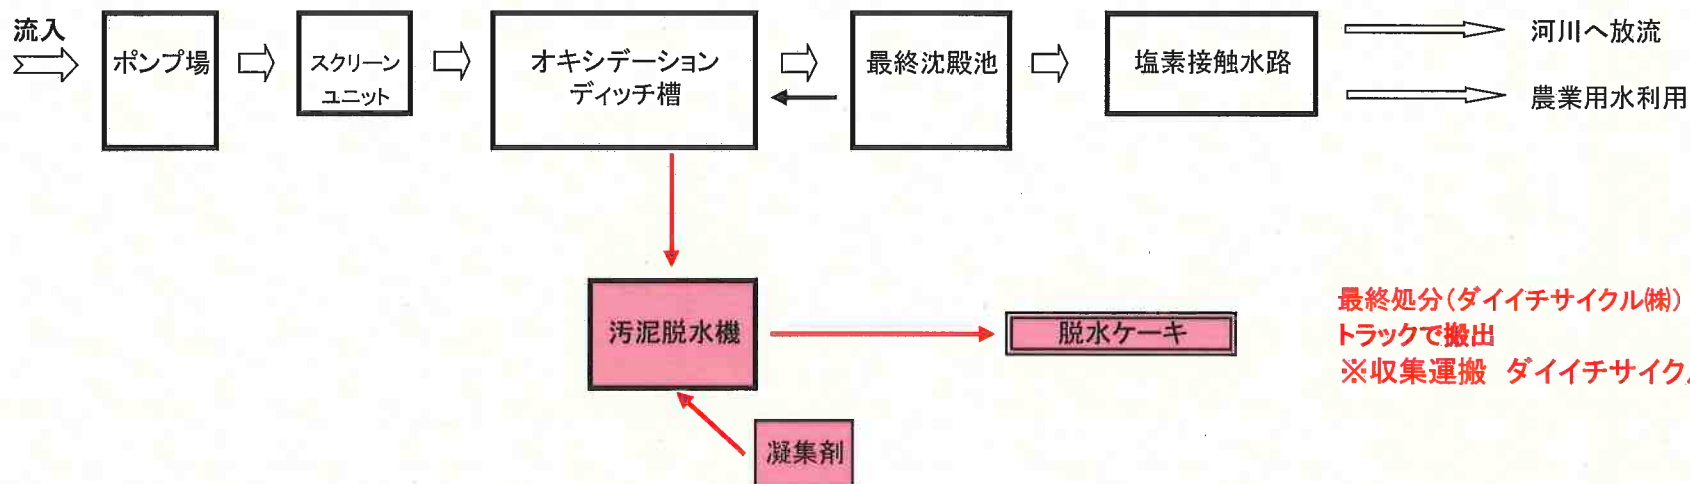 流入
ポンプ場
スクリーン
ユニット
オキシデーション
ディッチ槽
最終沈殿池
塩素接触水路
河川へ放流
農業用水利用
汚泥脱水機
脱水ケーキ
最終処分(ダイイチサイクル㈱)
トラックで搬出
※収集運搬 ダイイチサイクル
凝集剤